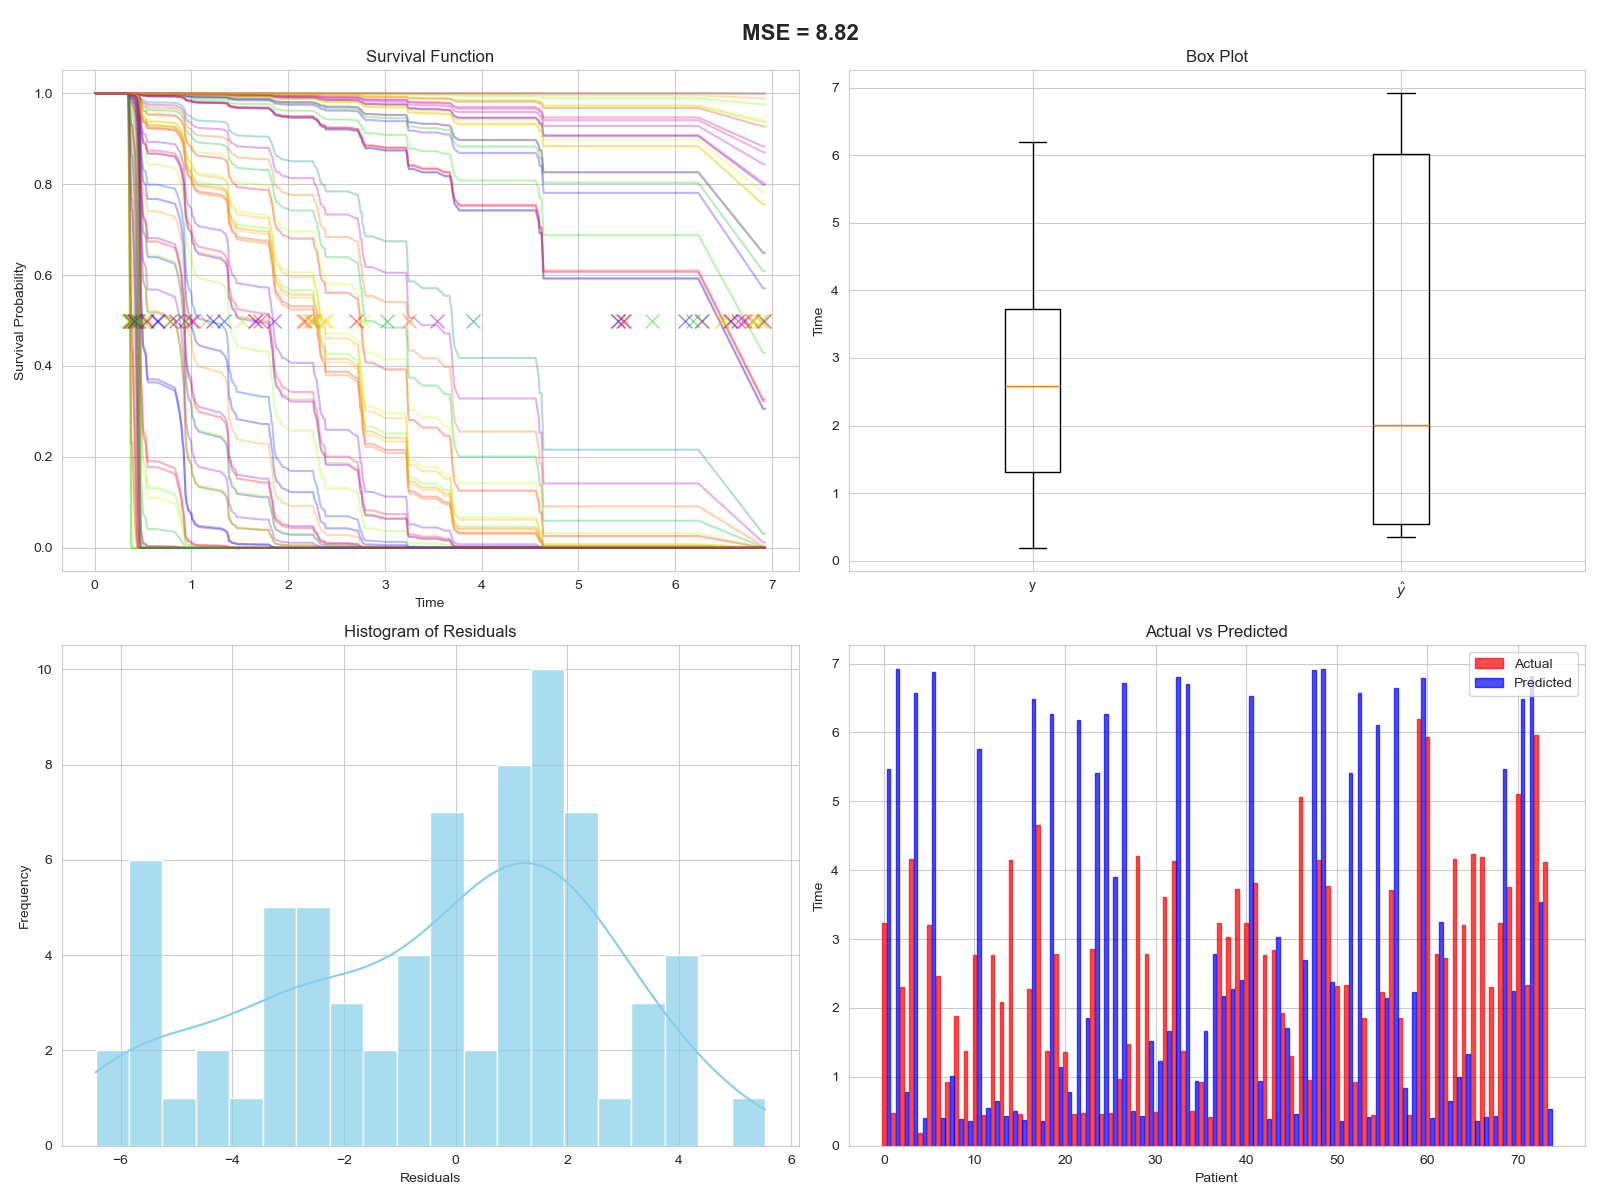 MSE = 8.82
Survival Function
1.0
0.8
0.6
0.4
0.2
0.0
Survival Probability
0 1 2 3 4 5 6 7
Time
Box Plot
7
6
5
4
3
2
1
0
Time
y ŷ
Histogram of Residuals
10
8
6
4
2
0
Frequency
−6 −4 −2 0 2 4 6
Residuals
Actual vs Predicted
Actual
Predicted
7
6
5
4
3
2
1
0
Time
0 10 20 30 40 50 60 70
Patient